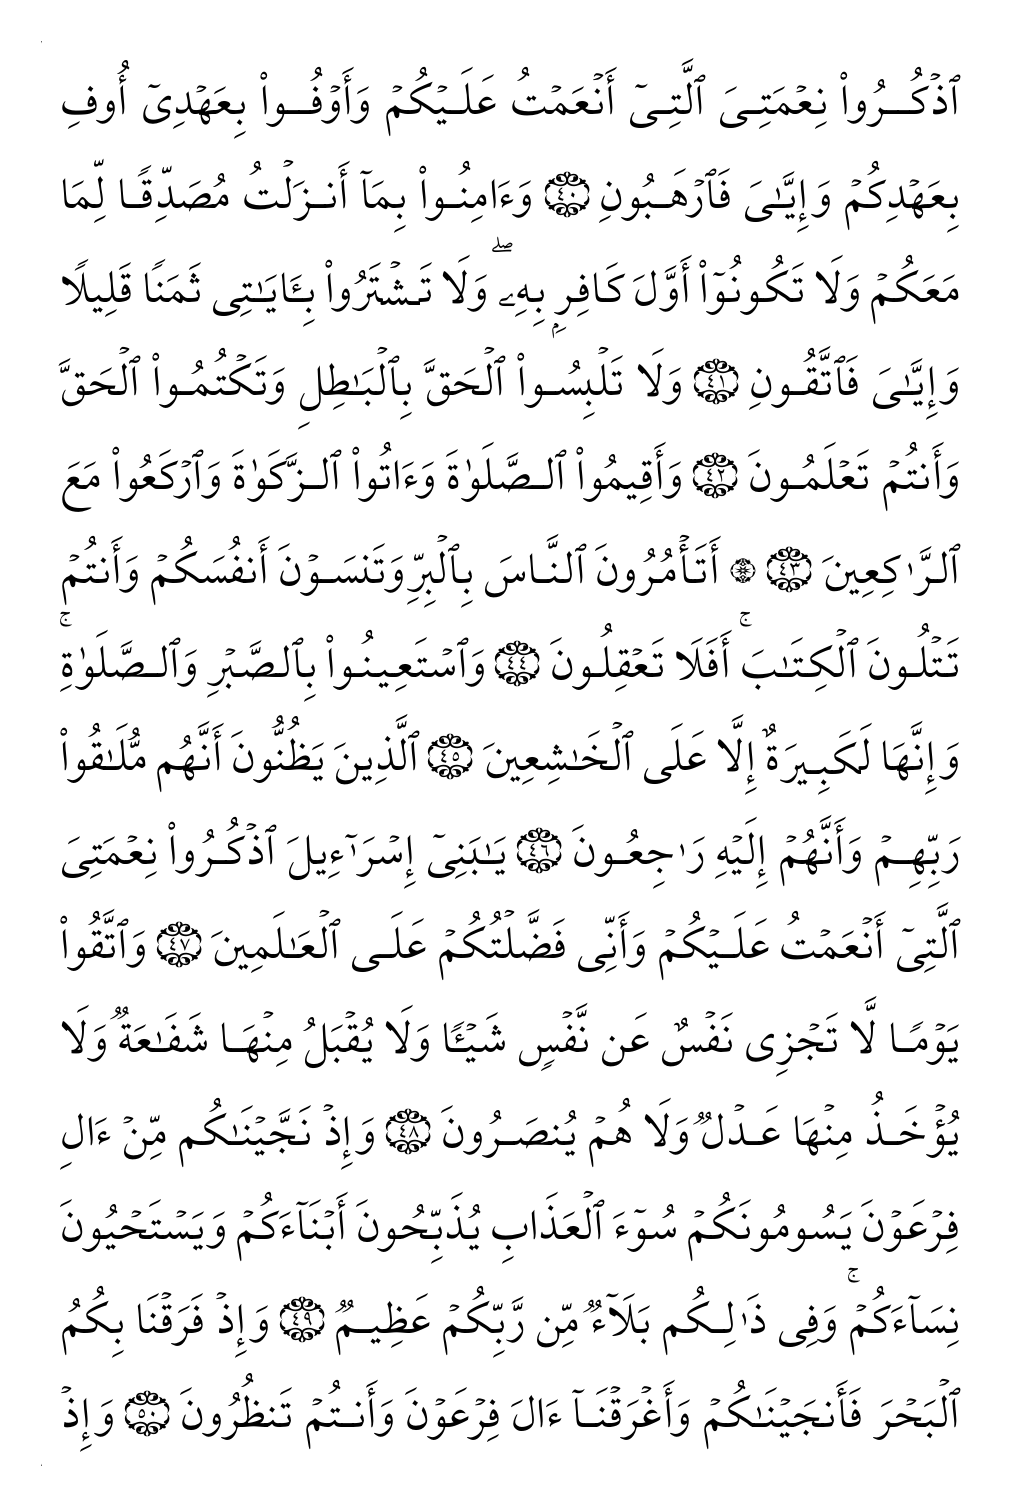 ٱذۡكُرُواْ نِعۡمَتِيَ ٱلَّتِيٓ أَنۡعَمۡتُ عَلَيۡكُمۡ وَأَوۡفُواْ بِعَهۡدِيٓ أُوفِ
بِعَهۡدِكُمۡ وَإِيَّٰيَ فَٱرۡهَبُونِ ٤٠ وَءَامِنُواْ بِمَآ أَنزَلۡتُ مُصَدِّقٗا لِّمَا
مَعَكُمۡ وَلَا تَكُونُوٓاْ أَوَّلَ كَافِرِۭ بِهِۦۖ وَلَا تَشۡتَرُواْ بِـَٔايَٰتِي ثَمَنٗا قَلِيلٗا
وَإِيَّٰيَ فَٱتَّقُونِ ٤١ وَلَا تَلۡبِسُواْ ٱلۡحَقَّ بِٱلۡبَٰطِلِ وَتَكۡتُمُواْ ٱلۡحَقَّ
وَأَنتُمۡ تَعۡلَمُونَ ٤٢ وَأَقِيمُواْ ٱلصَّلَوٰةَ وَءَاتُواْ ٱلزَّكَوٰةَ وَٱرۡكَعُواْ مَعَ
ٱلرَّٰكِعِينَ ٤٣ ۞ أَتَأۡمُرُونَ ٱلنَّاسَ بِٱلۡبِرِّ وَتَنسَوۡنَ أَنفُسَكُمۡ وَأَنتُمۡ
تَتۡلُونَ ٱلۡكِتَٰبَۚ أَفَلَا تَعۡقِلُونَ ٤٤ وَٱسۡتَعِينُواْ بِٱلصَّبۡرِ وَٱلصَّلَوٰةِۚ
وَإِنَّهَا لَكَبِيرَةٌ إِلَّا عَلَى ٱلۡخَٰشِعِينَ ٤٥ ٱلَّذِينَ يَظُنُّونَ أَنَّهُم مُّلَٰقُواْ
رَبِّهِمۡ وَأَنَّهُمۡ إِلَيۡهِ رَٰجِعُونَ ٤٦ يَٰبَنِيٓ إِسۡرَٰٓءِيلَ ٱذۡكُرُواْ نِعۡمَتِيَ
ٱلَّتِيٓ أَنۡعَمۡتُ عَلَيۡكُمۡ وَأَنِّي فَضَّلۡتُكُمۡ عَلَى ٱلۡعَٰلَمِينَ ٤٧ وَٱتَّقُواْ
يَوۡمٗا لَّا تَجۡزِي نَفۡسٌ عَن نَّفۡسٖ شَيۡـٔٗا وَلَا يُقۡبَلُ مِنۡهَا شَفَٰعَةٞ وَلَا
يُؤۡخَذُ مِنۡهَا عَدۡلٞ وَلَا هُمۡ يُنصَرُونَ ٤٨ وَإِذۡ نَجَّيۡنَٰكُم مِّنۡ ءَالِ
فِرۡعَوۡنَ يَسُومُونَكُمۡ سُوٓءَ ٱلۡعَذَابِ يُذَبِّحُونَ أَبۡنَآءَكُمۡ وَيَسۡتَحۡيُونَ
نِسَآءَكُمۡۚ وَفِي ذَٰلِكُم بَلَآءٞ مِّن رَّبِّكُمۡ عَظِيمٞ ٤٩ وَإِذۡ فَرَقۡنَا بِكُمُ
ٱلۡبَحۡرَ فَأَنجَيۡنَٰكُمۡ وَأَغۡرَقۡنَآ ءَالَ فِرۡعَوۡنَ وَأَنتُمۡ تَنظُرُونَ ٥٠ وَإِذۡ